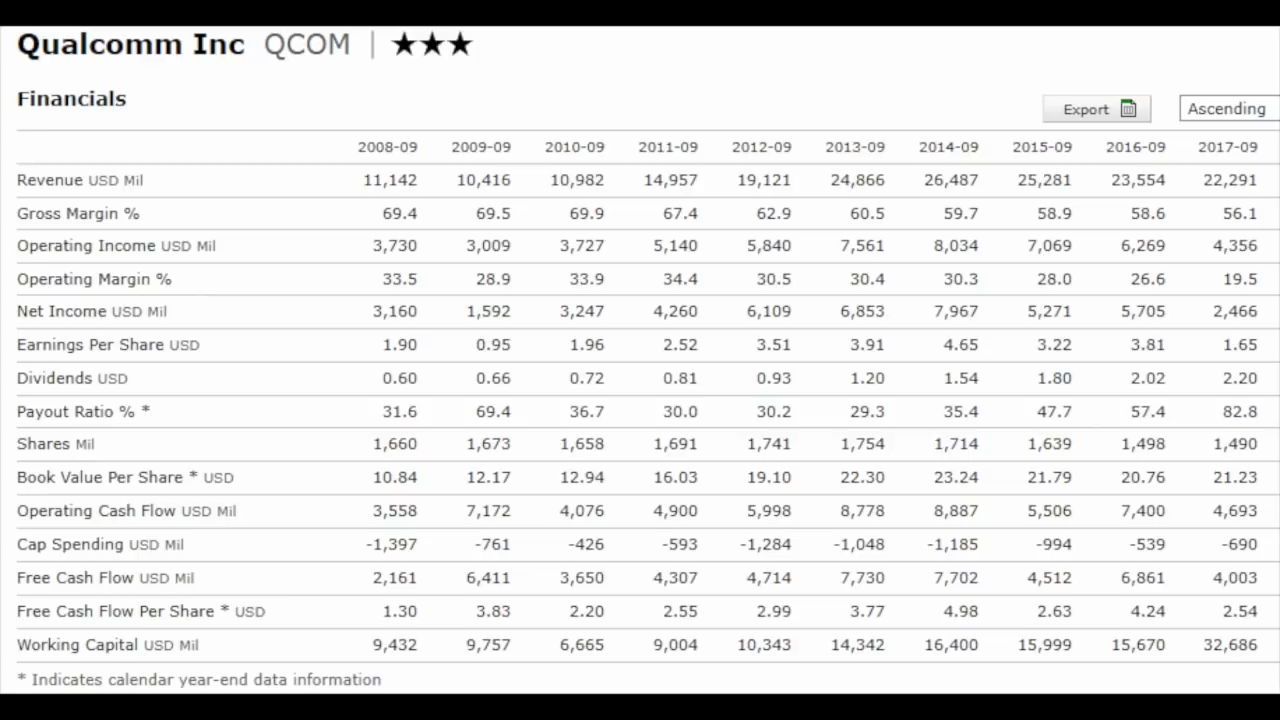 Qualcomm Inc QCOM | ★★★
Financials
Export Ascending
2008-09 2009-09 2010-09 2011-09 2012-09 2013-09 2014-09 2015-09 2016-09 2017-09
Revenue USD Mil 11,142 10,416 10,982 14,957 19,121 24,866 26,487 25,281 23,554 22,291
Gross Margin % 69.4 69.5 69.9 67.4 62.9 60.5 59.7 58.9 58.6 56.1
Operating Income USD Mil 3,730 3,009 3,727 5,140 5,840 7,561 8,034 7,069 6,269 4,356
Operating Margin % 33.5 28.9 33.9 34.4 30.5 30.4 30.3 28.0 26.6 19.5
Net Income USD Mil 3,160 1,592 3,247 4,260 6,109 6,853 7,967 5,271 5,705 2,466
Earnings Per Share USD 1.90 0.95 1.96 2.52 3.51 3.91 4.65 3.22 3.81 1.65
Dividends USD 0.60 0.66 0.72 0.81 0.93 1.20 1.54 1.80 2.02 2.20
Payout Ratio % * 31.6 69.4 36.7 30.0 30.2 29.3 35.4 47.7 57.4 82.8
Shares Mil 1,660 1,673 1,658 1,691 1,741 1,754 1,714 1,639 1,498 1,490
Book Value Per Share * USD 10.84 12.17 12.94 16.03 19.10 22.30 23.24 21.79 20.76 21.23
Operating Cash Flow USD Mil 3,558 7,172 4,076 4,900 5,998 8,778 8,887 5,506 7,400 4,693
Cap Spending USD Mil -1,397 -761 -426 -593 -1,284 -1,048 -1,185 -994 -539 -690
Free Cash Flow USD Mil 2,161 6,411 3,650 4,307 4,714 7,730 7,702 4,512 6,861 4,003
Free Cash Flow Per Share * USD 1.30 3.83 2.20 2.55 2.99 3.77 4.98 2.63 4.24 2.54
Working Capital USD Mil 9,432 9,757 6,665 9,004 10,343 14,342 16,400 15,999 15,670 32,686
* Indicates calendar year-end data information